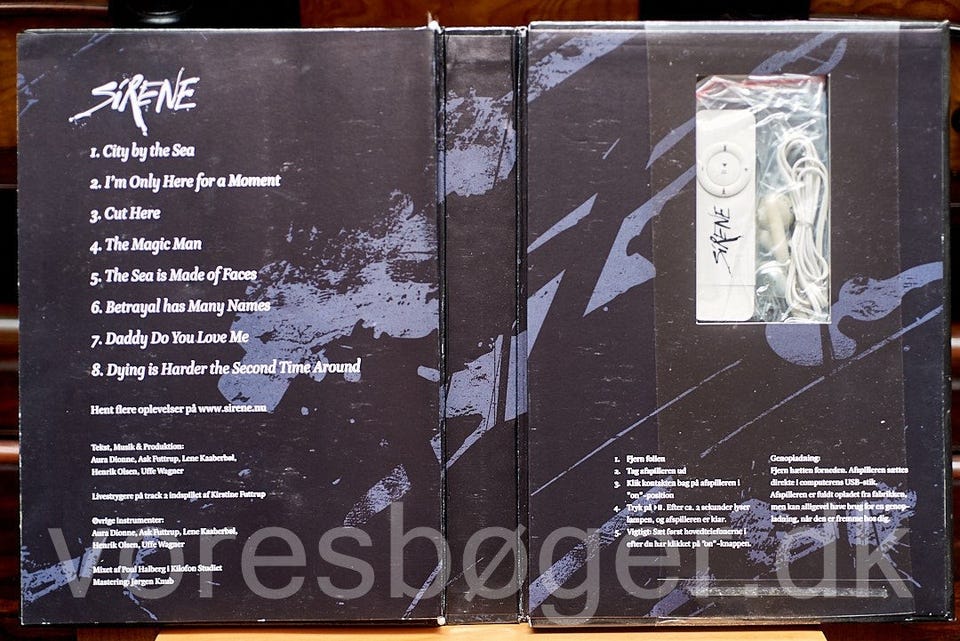 SiRENE
1. City by the Sea
2. I'm Only Here for a Moment
3. Cut Here
4. The Magic Man
5. The Sea is Made of Faces
6. Betrayal has Many Names
7. Daddy Do You Love Me
8. Dying is Harder the Second Time Around
Hent flere oplevelser på www.sirene.nu
Tekst, Musik & Produktion:
Aura Dionne, Ask Futtrup, Lene Kaaberbøl,
Henrik Olsen, Uffe Wagner
Livestrygere på track 2 indspillet af Kirstine Futtrup
Øvrige instrumenter:
Aura Dionne, Ask Futtrup, Lene Kaaberbøl,
Henrik Olsen, Uffe Wagner
Mixet af Poul Halberg i Kilofon Studiet
Mastering: Jørgen Knub
SiRENE
1. Fjern folien
2. Tag afspilleren ud
3. Klik kontakten bag på afspilleren i
"on"-position
4. Tryk på ▶II. Efter ca. 2 sekunder lyser
lampen, og afspilleren er klar.
5. Vigtigt: Sæt først hovedtelefonerne i
efter du har klikket på "on"-knappen.
Genopladning:
Fjern hætten forneden. Afspilleren sættes
direkte i computerens USB-stik.
Afspilleren er fuldt opladet fra fabrikken,
men kan alligevel have brug for en genop-
ladning, når den er fremme hos dig.
voresbøger.dk